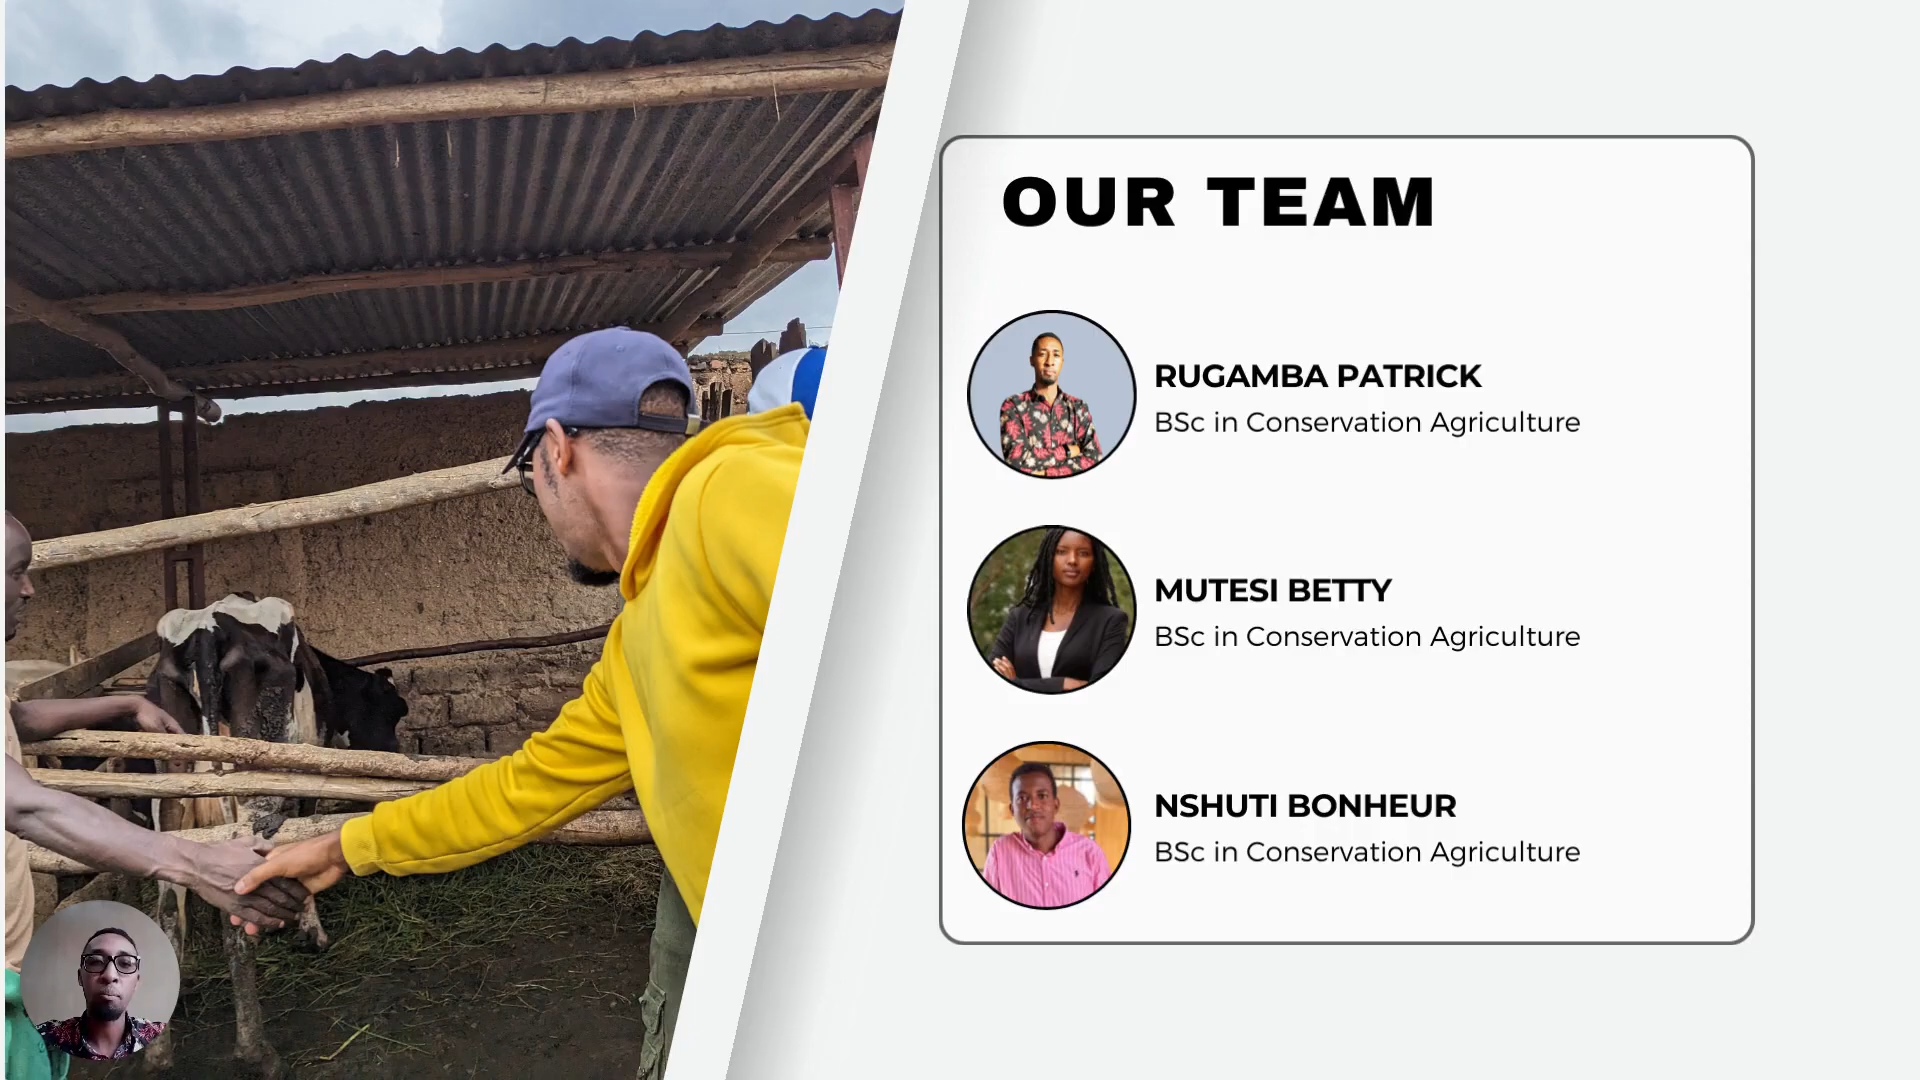 OUR TEAM
RUGAMBA PATRICK
BSc in Conservation Agriculture
MUTESI BETTY
BSc in Conservation Agriculture
NSHUTI BONHEUR
BSc in Conservation Agriculture